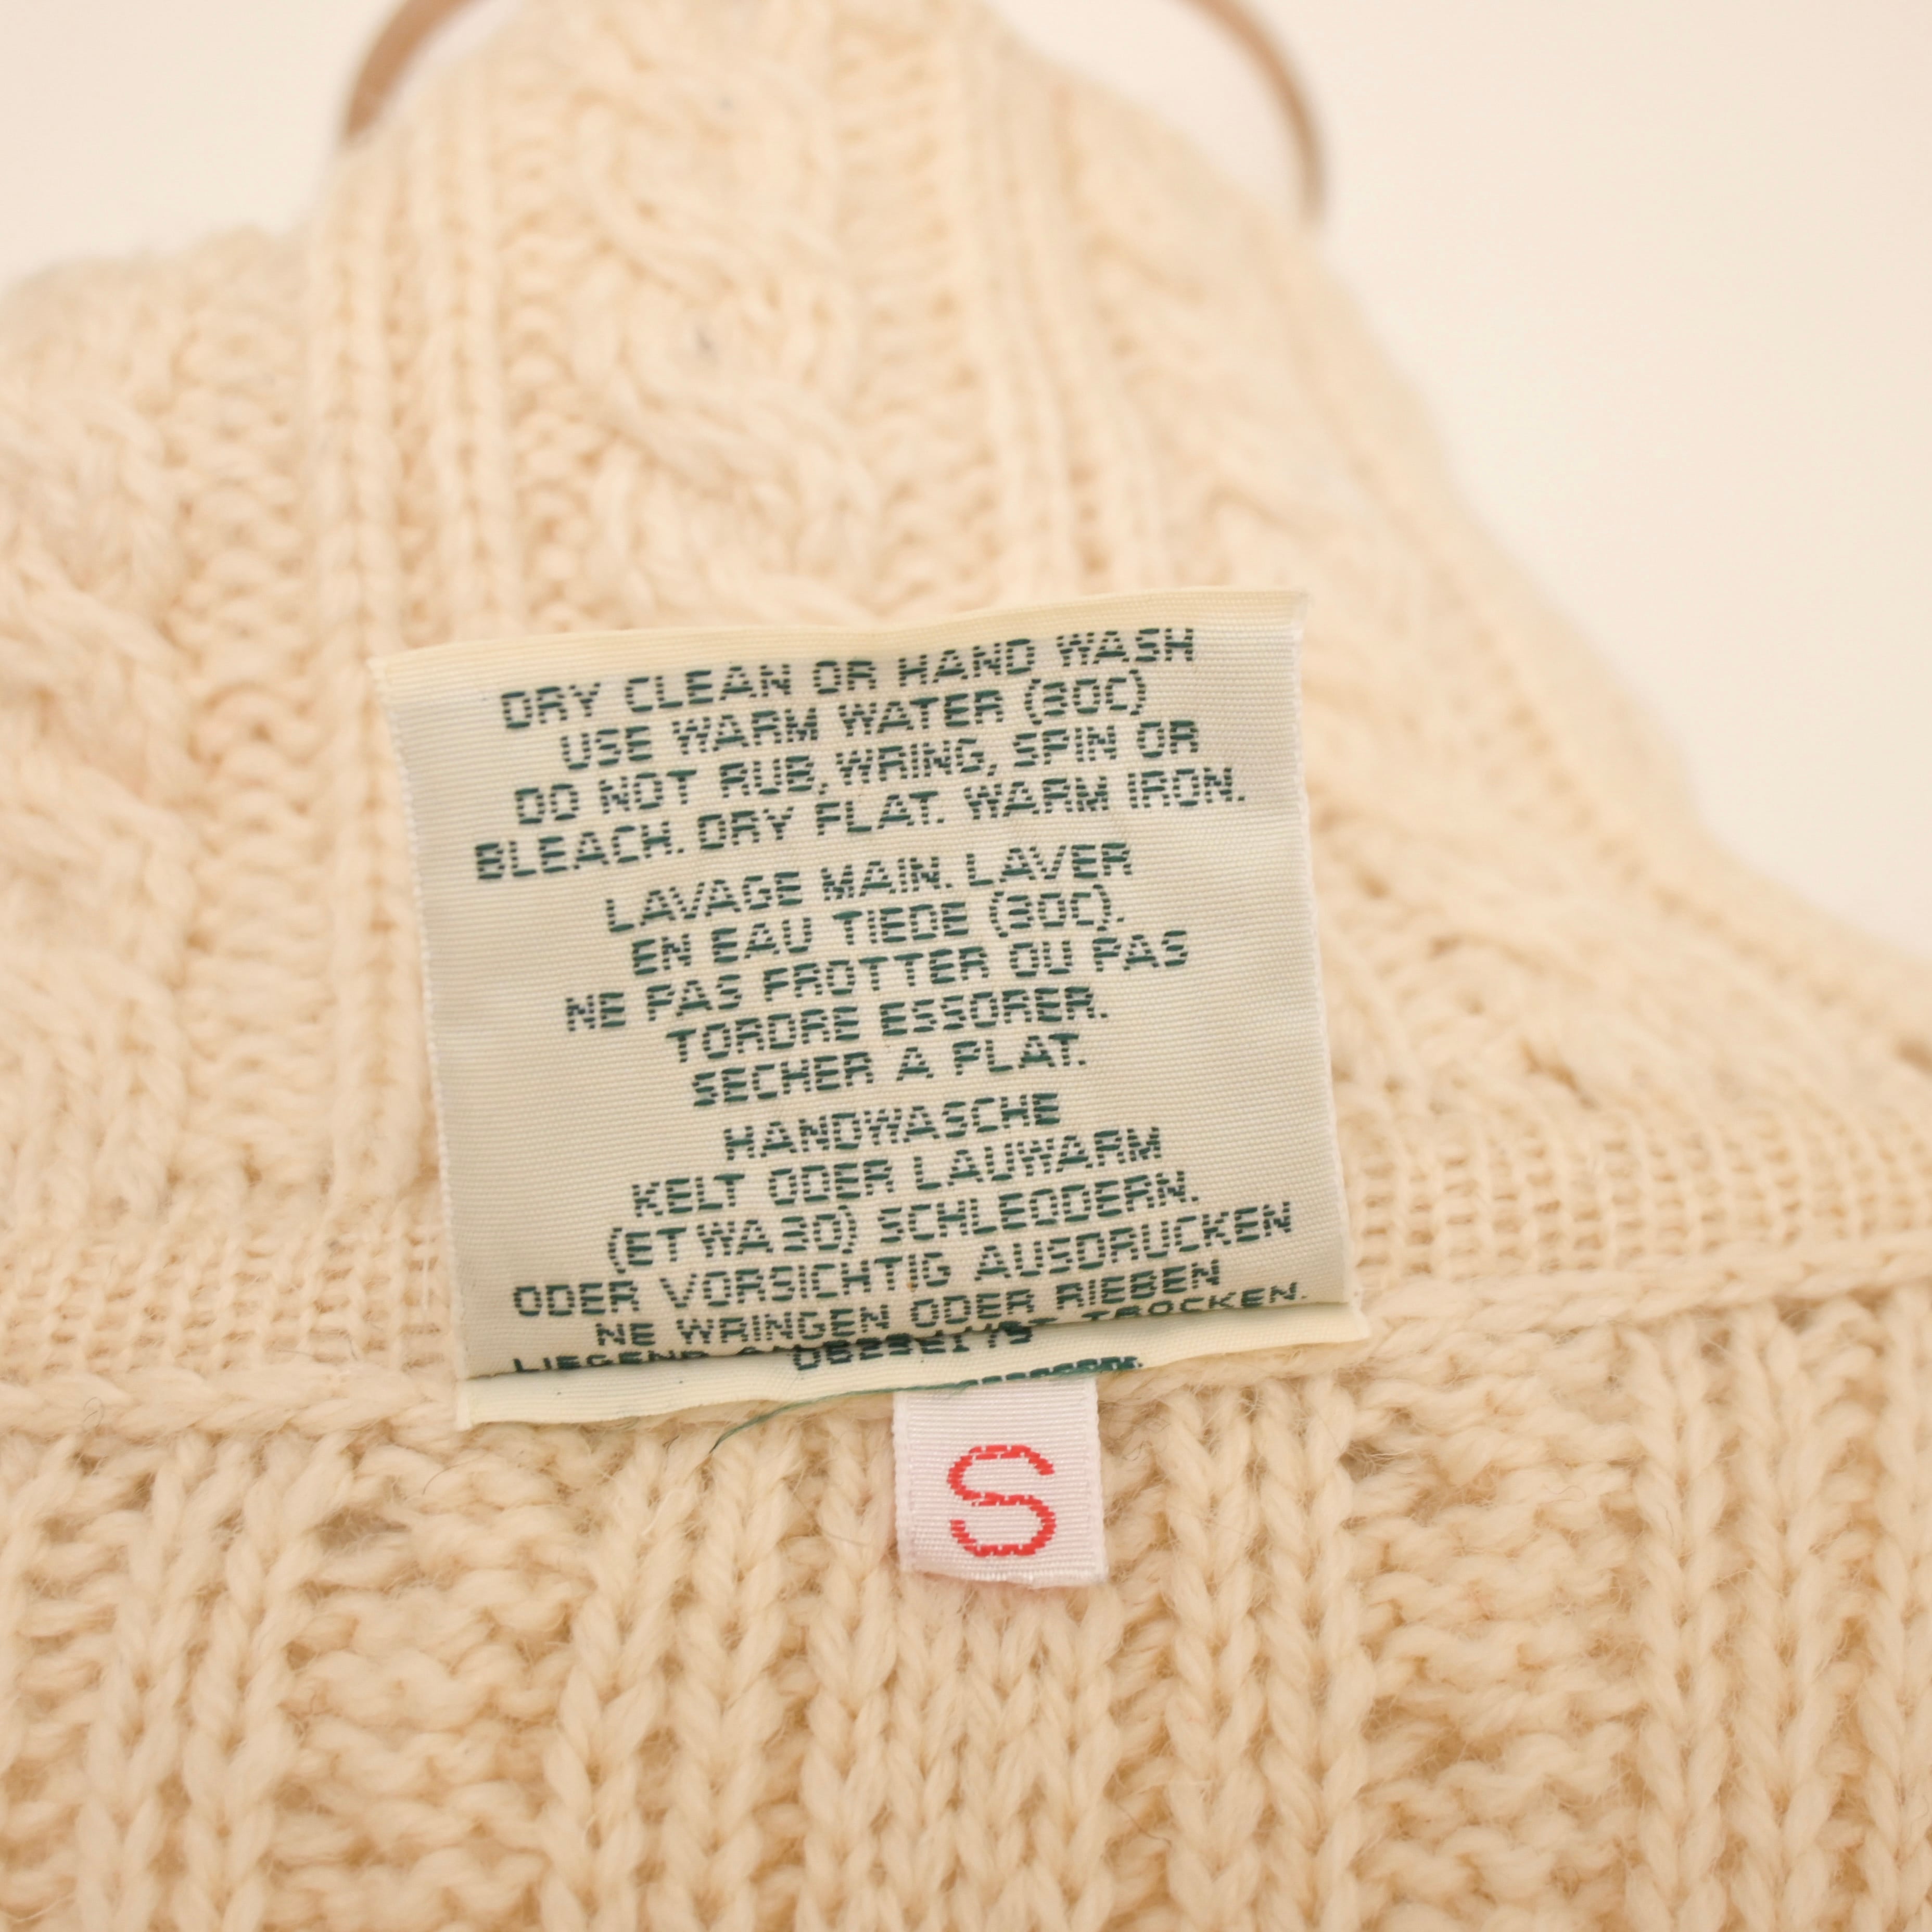 DRY CLEAN OR HAND WASH
USE WARM WATER (30C)
DO NOT RUB, WRING, SPIN OR
BLEACH. DRY FLAT. WARM IRON.
LAVAGE MAIN. LAVER
EN EAU TIEDE (30C).
NE PAS FROTTER OU PAS
TORDRE ESSORER.
SECHER A PLAT.
HANDWASCHE
KELT ODER LAUWARM
(ETWA 30) SCHLEODERN.
ODER VORSICHTIG AUSDRUCKEN
NE WRINGEN ODER RIEBEN
LIEGEND TROCKEN.
S